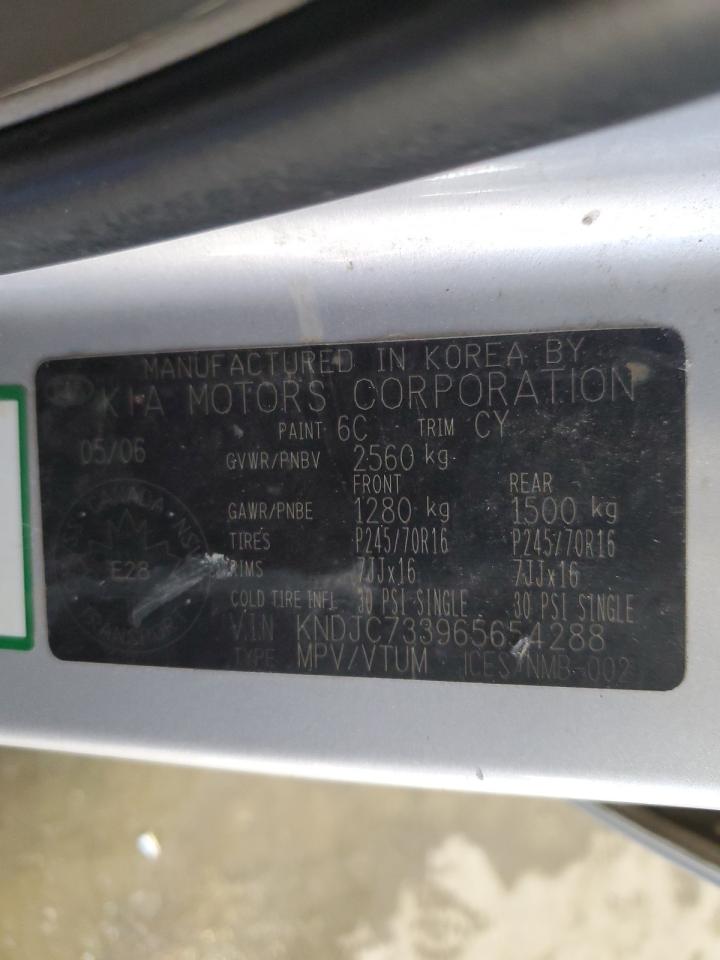 MANUFACTURED IN KOREA BY
KIA MOTORS CORPORATION
PAINT 6C TRIM CY
05/06 GVWR/PNBV 2560 kg
FRONT REAR
GAWR/PNBE 1280 kg 1500 kg
TIRES P245/70R16 P245/70R16
RIMS 7JJx16 7JJx16
COLD TIRE INFL 30 PSI SINGLE 30 PSI SINGLE
V.I.N KNDJC733965654288
TYPE MPV/VTUM ICES/NMB-002
CANADA
E28
TRANSPORT